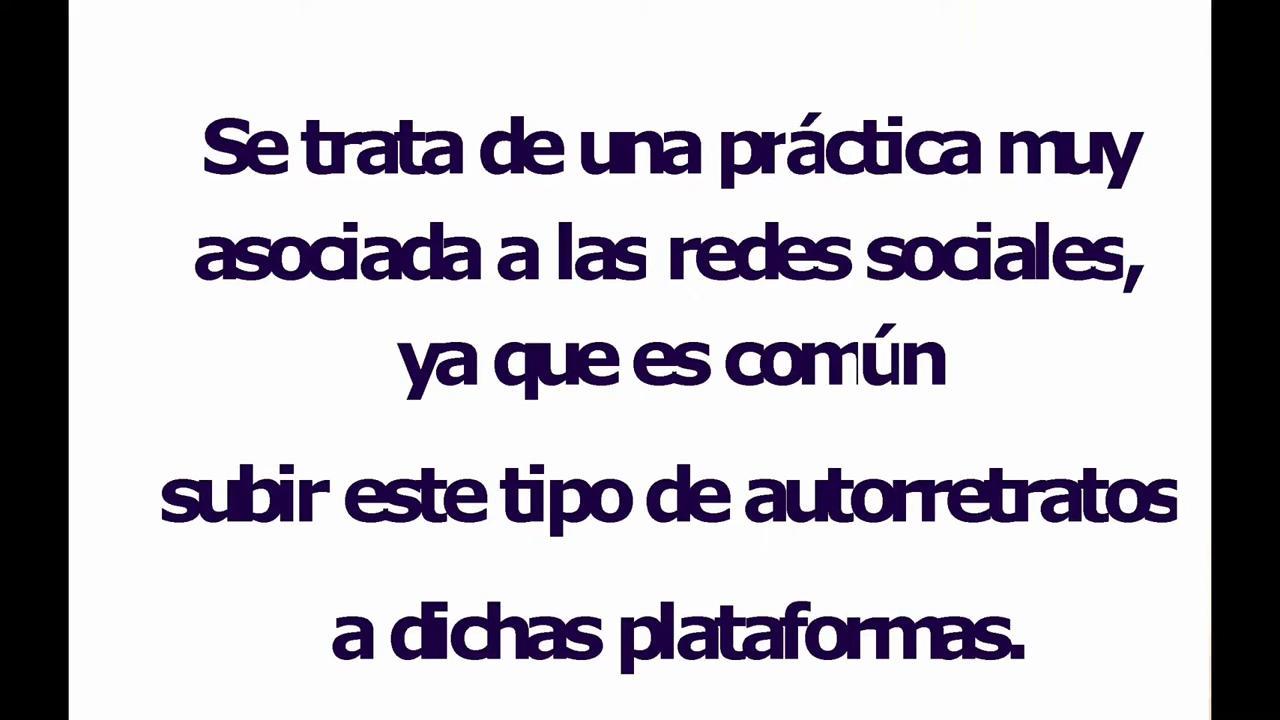 Se trata de una práctica muy
asociada a las redes sociales,
ya que es común
subir este tipo de autorretratos
a dichas plataformas.